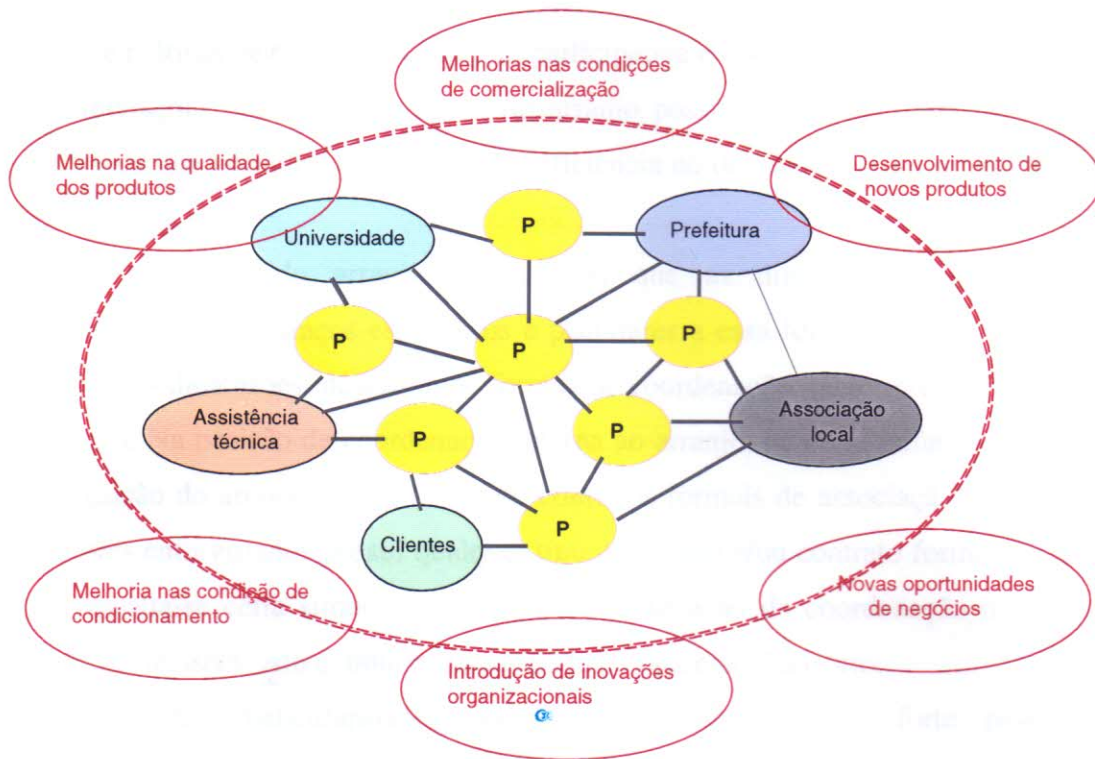 Melhorias nas condições
de comercialização
Melhorias na qualidade
dos produtos
Desenvolvimento de
novos produtos
Universidade
P
Prefeitura
P
P
P
Assistência
técnica
P
P
Associação
local
Clientes
P
Melhoria nas condição de
condicionamento
Novas oportunidades
de negócios
Introdução de inovações
organizacionais